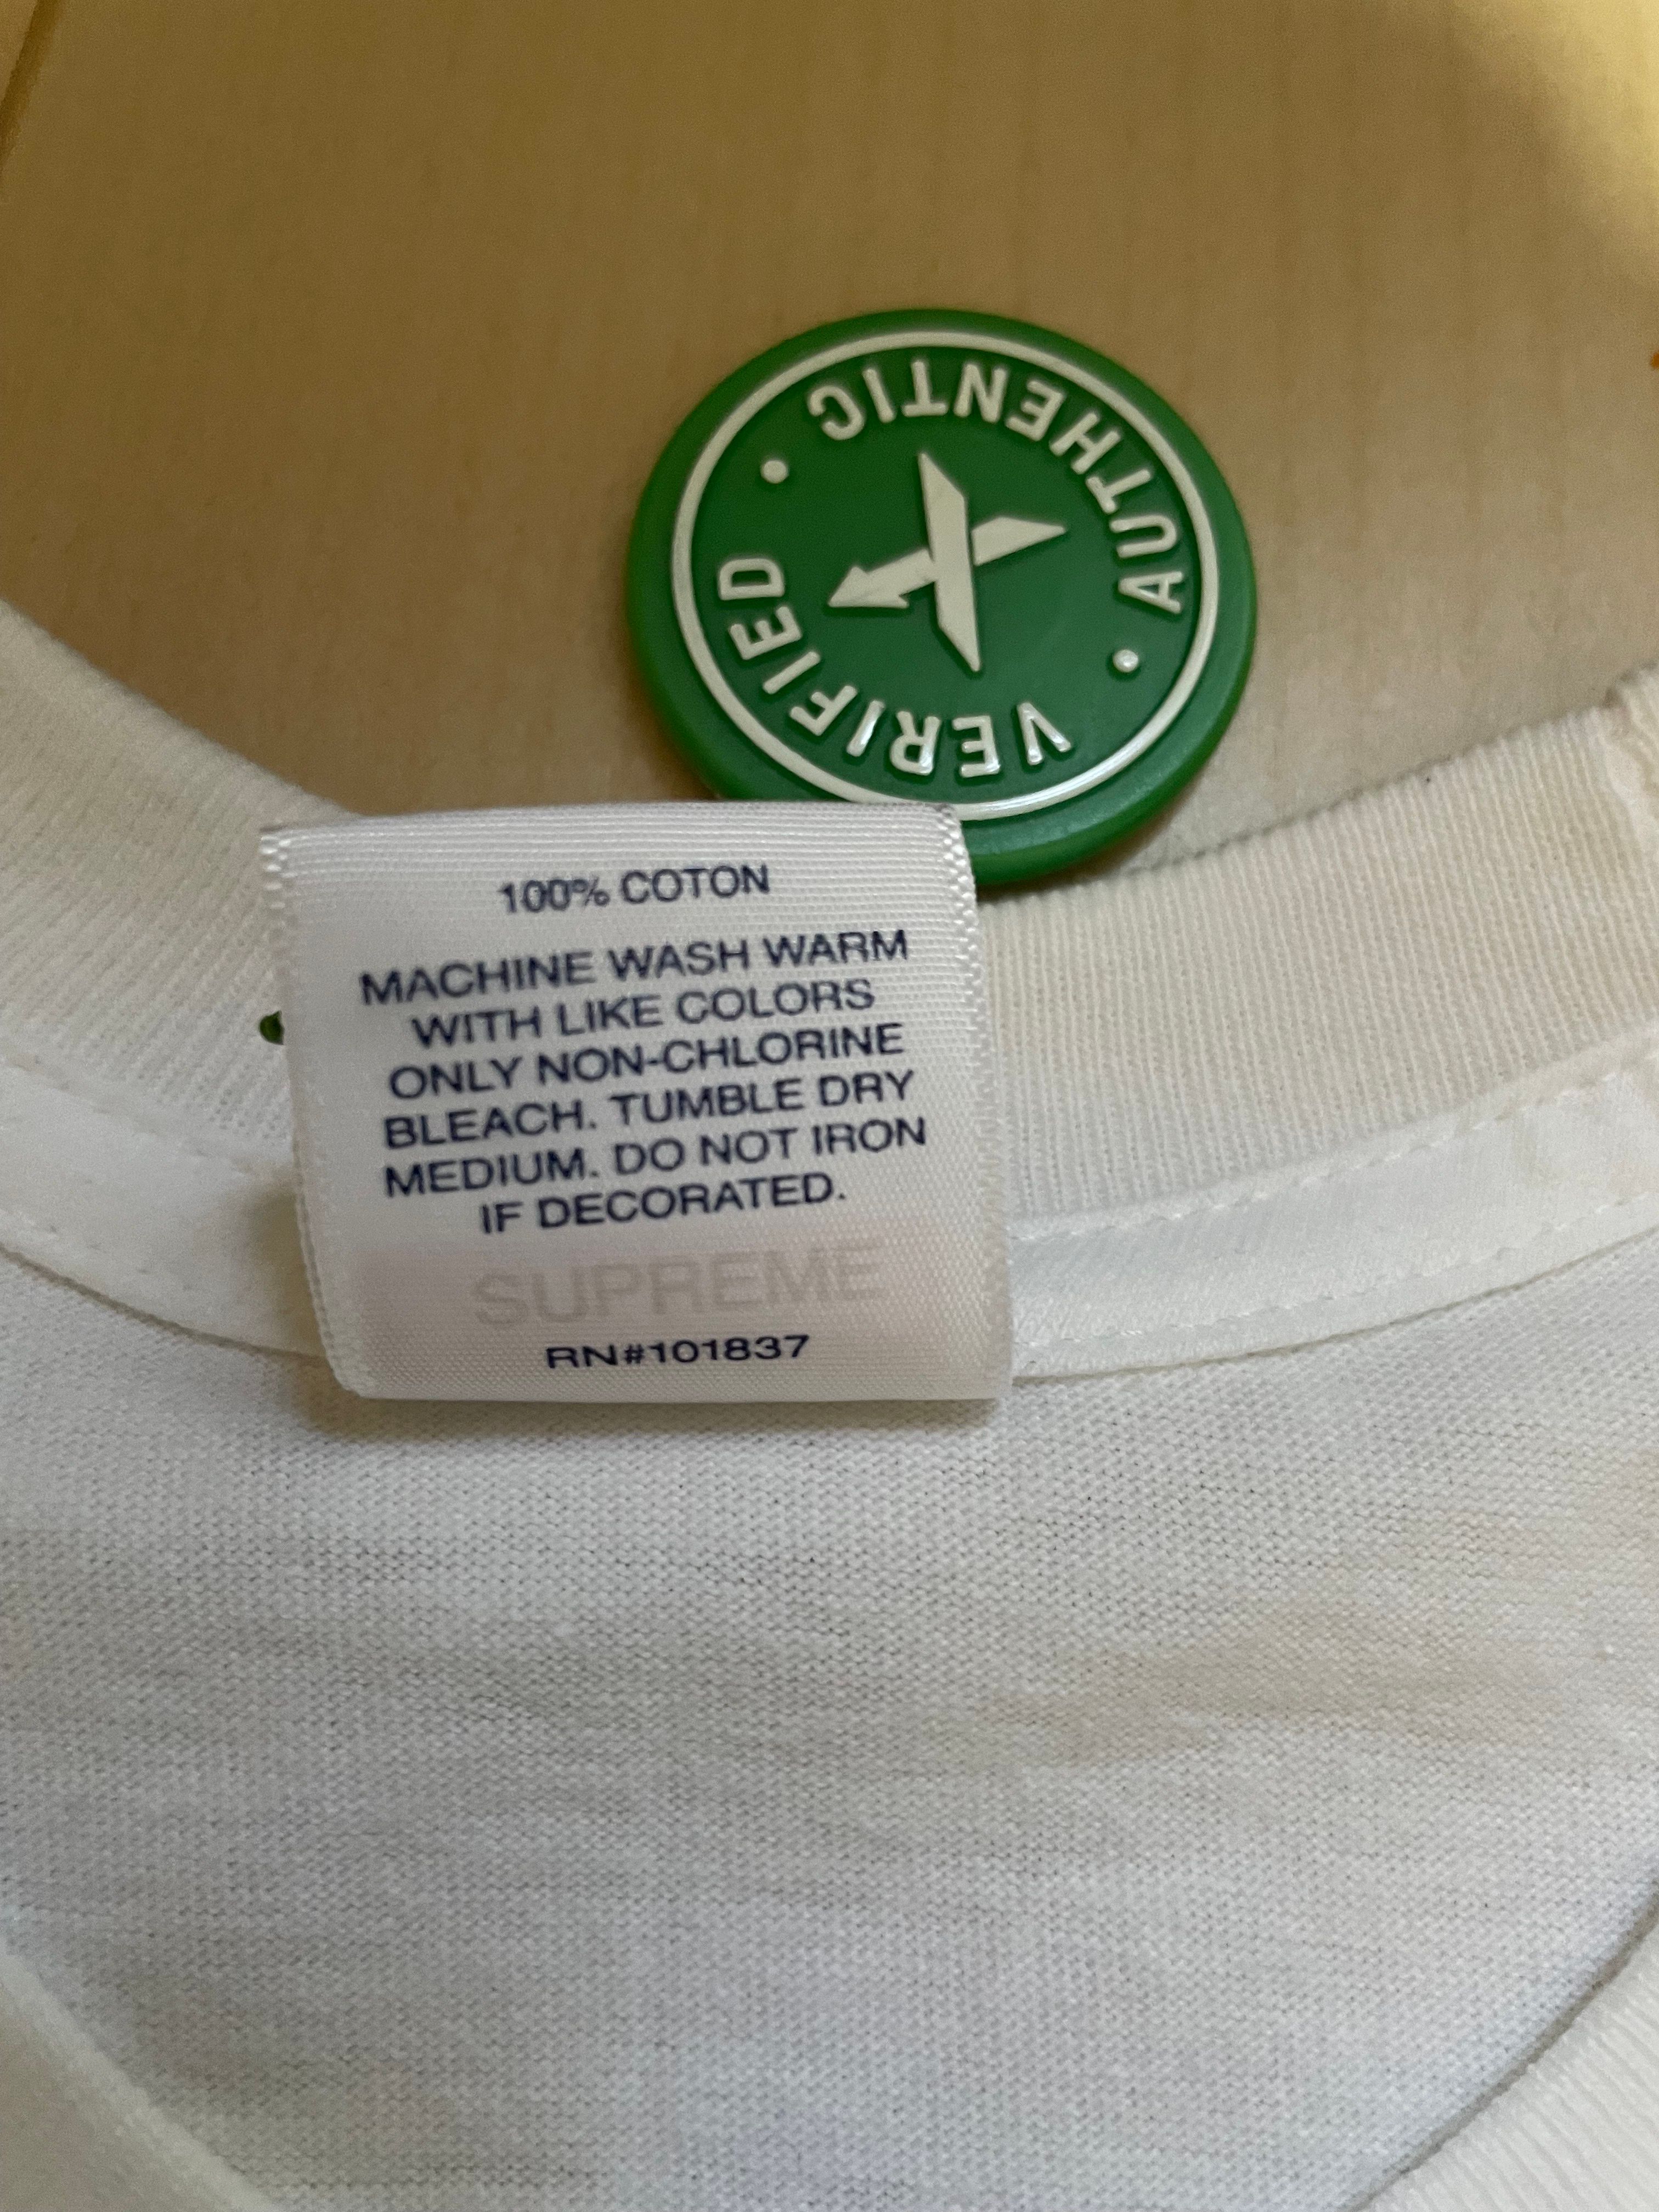 VERIFIED • AUTHENTIC •
100% COTON
MACHINE WASH WARM
WITH LIKE COLORS
ONLY NON-CHLORINE
BLEACH. TUMBLE DRY
MEDIUM. DO NOT IRON
IF DECORATED.
SUPREME
RN#101837